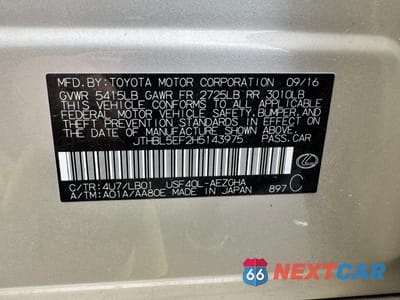 MFD.BY: TOYOTA MOTOR CORPORATION 09/16
GVWR 5415LB GAWR FR 2725LB RR 3010LB
THIS VEHICLE CONFORMS TO ALL APPLICABLE
FEDERAL MOTOR VEHICLE SAFETY, BUMPER, AND
THEFT PREVENTION STANDARDS IN EFFECT ON
THE DATE OF MANUFACTURE SHOWN ABOVE.
JTHBL5EF2H5143975 PASS.CAR
C/TR: 4U7/LB01 USF40L-AEZGHA
A/TM: A01A/AA80E MADE IN JAPAN 897 C
66 NEXT CAR